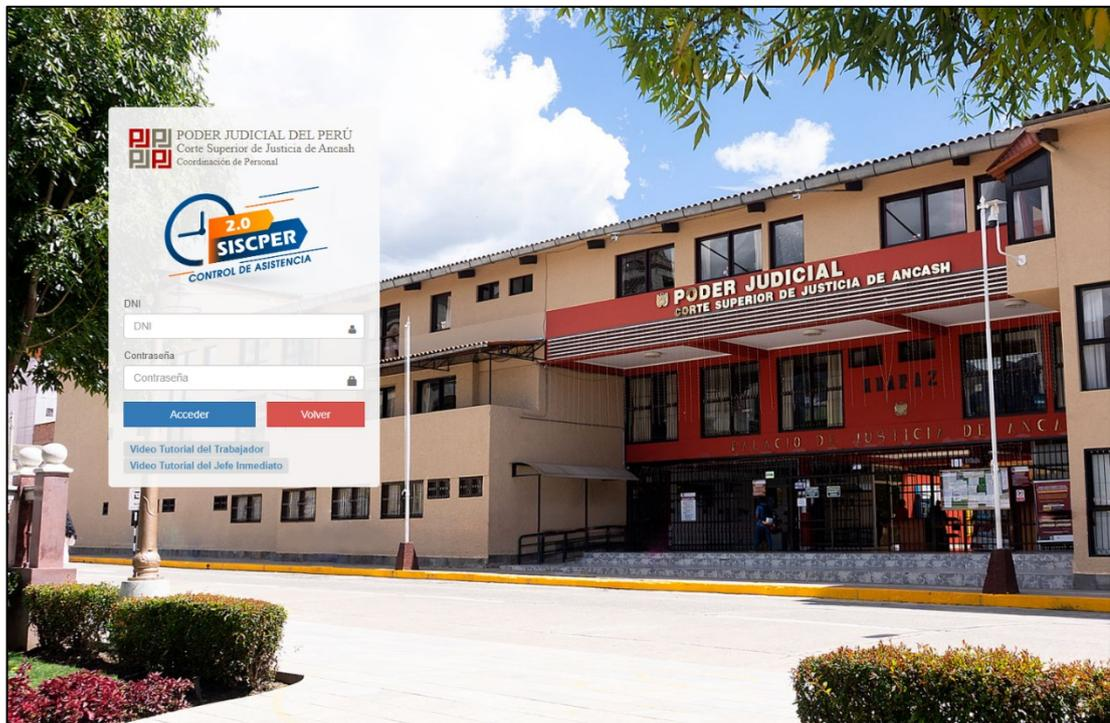 PODER JUDICIAL DEL PERÚ
Corte Superior de Justicia de Ancash
Coordinación de Personal
2.0
SISCPER
CONTROL DE ASISTENCIA
DNI
DNI
Contraseña
Contraseña
Acceder
Volver
Video Tutorial del Trabajador
Video Tutorial del Jefe Inmediato
PODER JUDICIAL
CORTE SUPERIOR DE JUSTICIA DE ANCASH
HUARAZ
PALACIO DE JUSTICIA DE ANCA